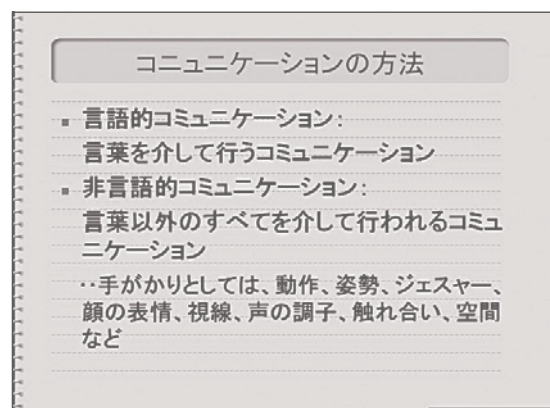 コニュニケーションの方法
▪ 言語的コミュニケーション：
言葉を介して行うコミュニケーション
▪ 非言語的コミュニケーション：
言葉以外のすべてを介して行われるコミュ
ニケーション
‥手がかりとしては、動作、姿勢、ジェスャー、
顔の表情、視線、声の調子、触れ合い、空間
など